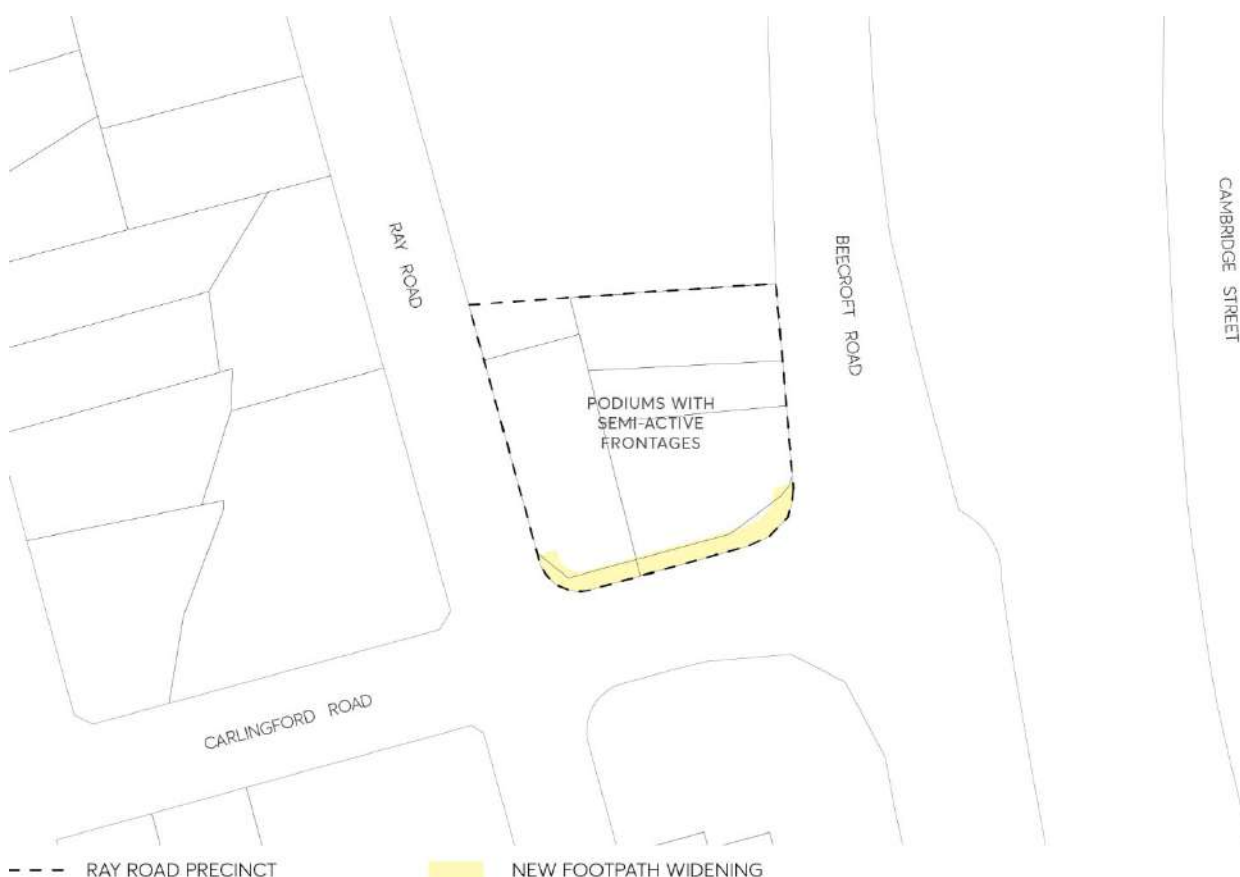 RAY ROAD
BEECROFT ROAD
CAMBRIDGE STREET
PODIUMS WITH
SEMI-ACTIVE
FRONTAGES
CARLINGFORD ROAD
RAY ROAD PRECINCT
NEW FOOTPATH WIDENING